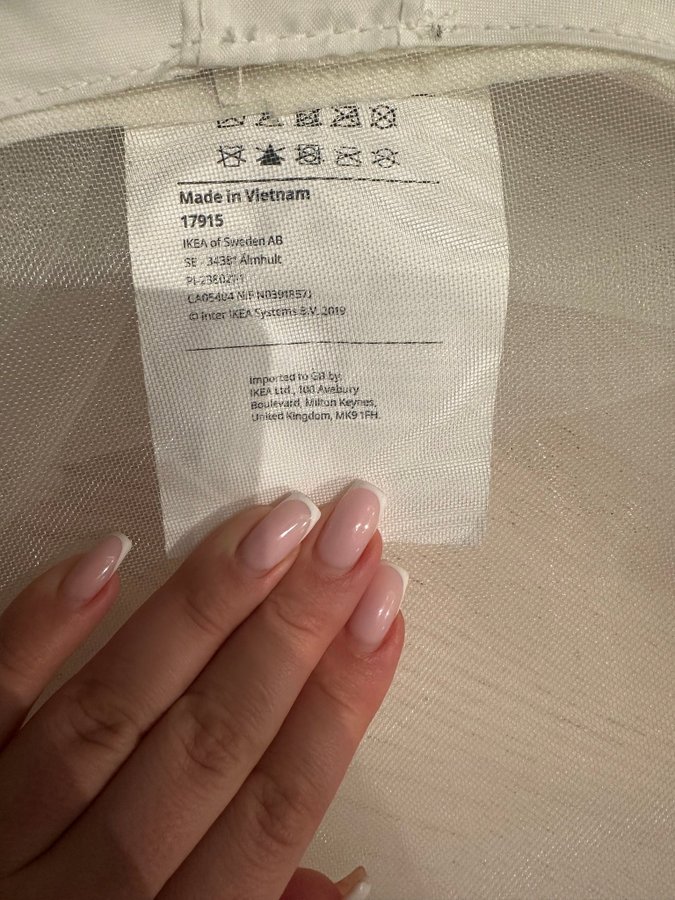 Made in Vietnam
17915
IKEA of Sweden AB
SE - 34381 Älmhult
© Inter IKEA Systems B.V. 2019
Imported to GB by:
IKEA Ltd., 100 Avebury
Boulevard, Milton Keynes,
United Kingdom, MK9 1FH.